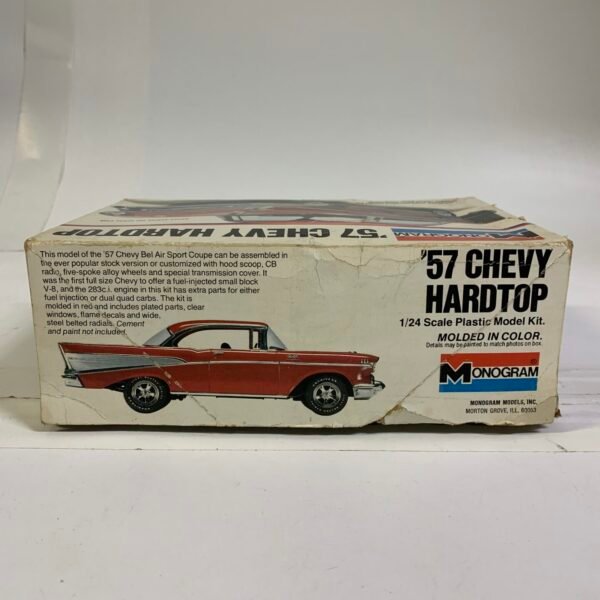 '57 CHEVY HARDTOP
MONOGRAM
This model of the '57 Chevy Bel Air Sport Coupe can be assembled in
the ever popular stock version or customized with hood scoop, CB
radio, five-spoke alloy wheels and special transmission cover. It
was the first full size Chevy to offer a fuel-injected small block
V-8, and the 283c.i. engine in this kit has extra parts for either
fuel injection or dual quad carbs. The kit is
molded in red and includes plated parts, clear
windows, flame decals and wide,
steel belted radials. Cement
and paint not included.
'57 CHEVY
HARDTOP
1/24 Scale Plastic Model Kit.
MOLDED IN COLOR.
Details may be painted to match photos on box.
MONOGRAM®
MONOGRAM MODELS, INC.
MORTON GROVE, ILL. 60053